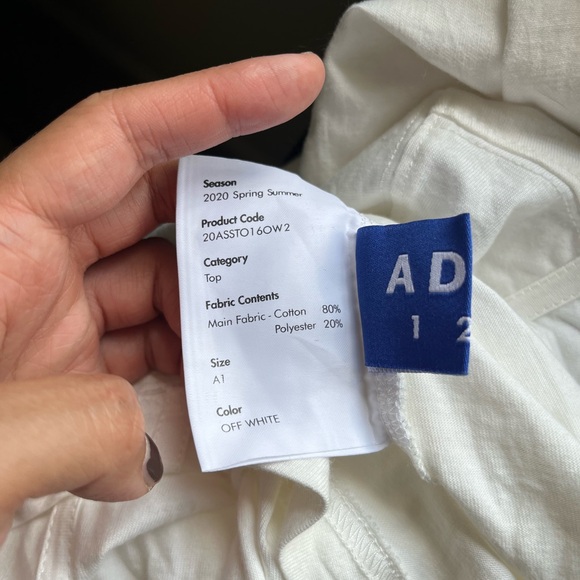 Season
2020 Spring Summer
Product Code
20ASSTO16OW2
Category
Top
Fabric Contents
Main Fabric - Cotton 80%
Polyester 20%
Size
A1
Color
OFF WHITE
AD
1 2